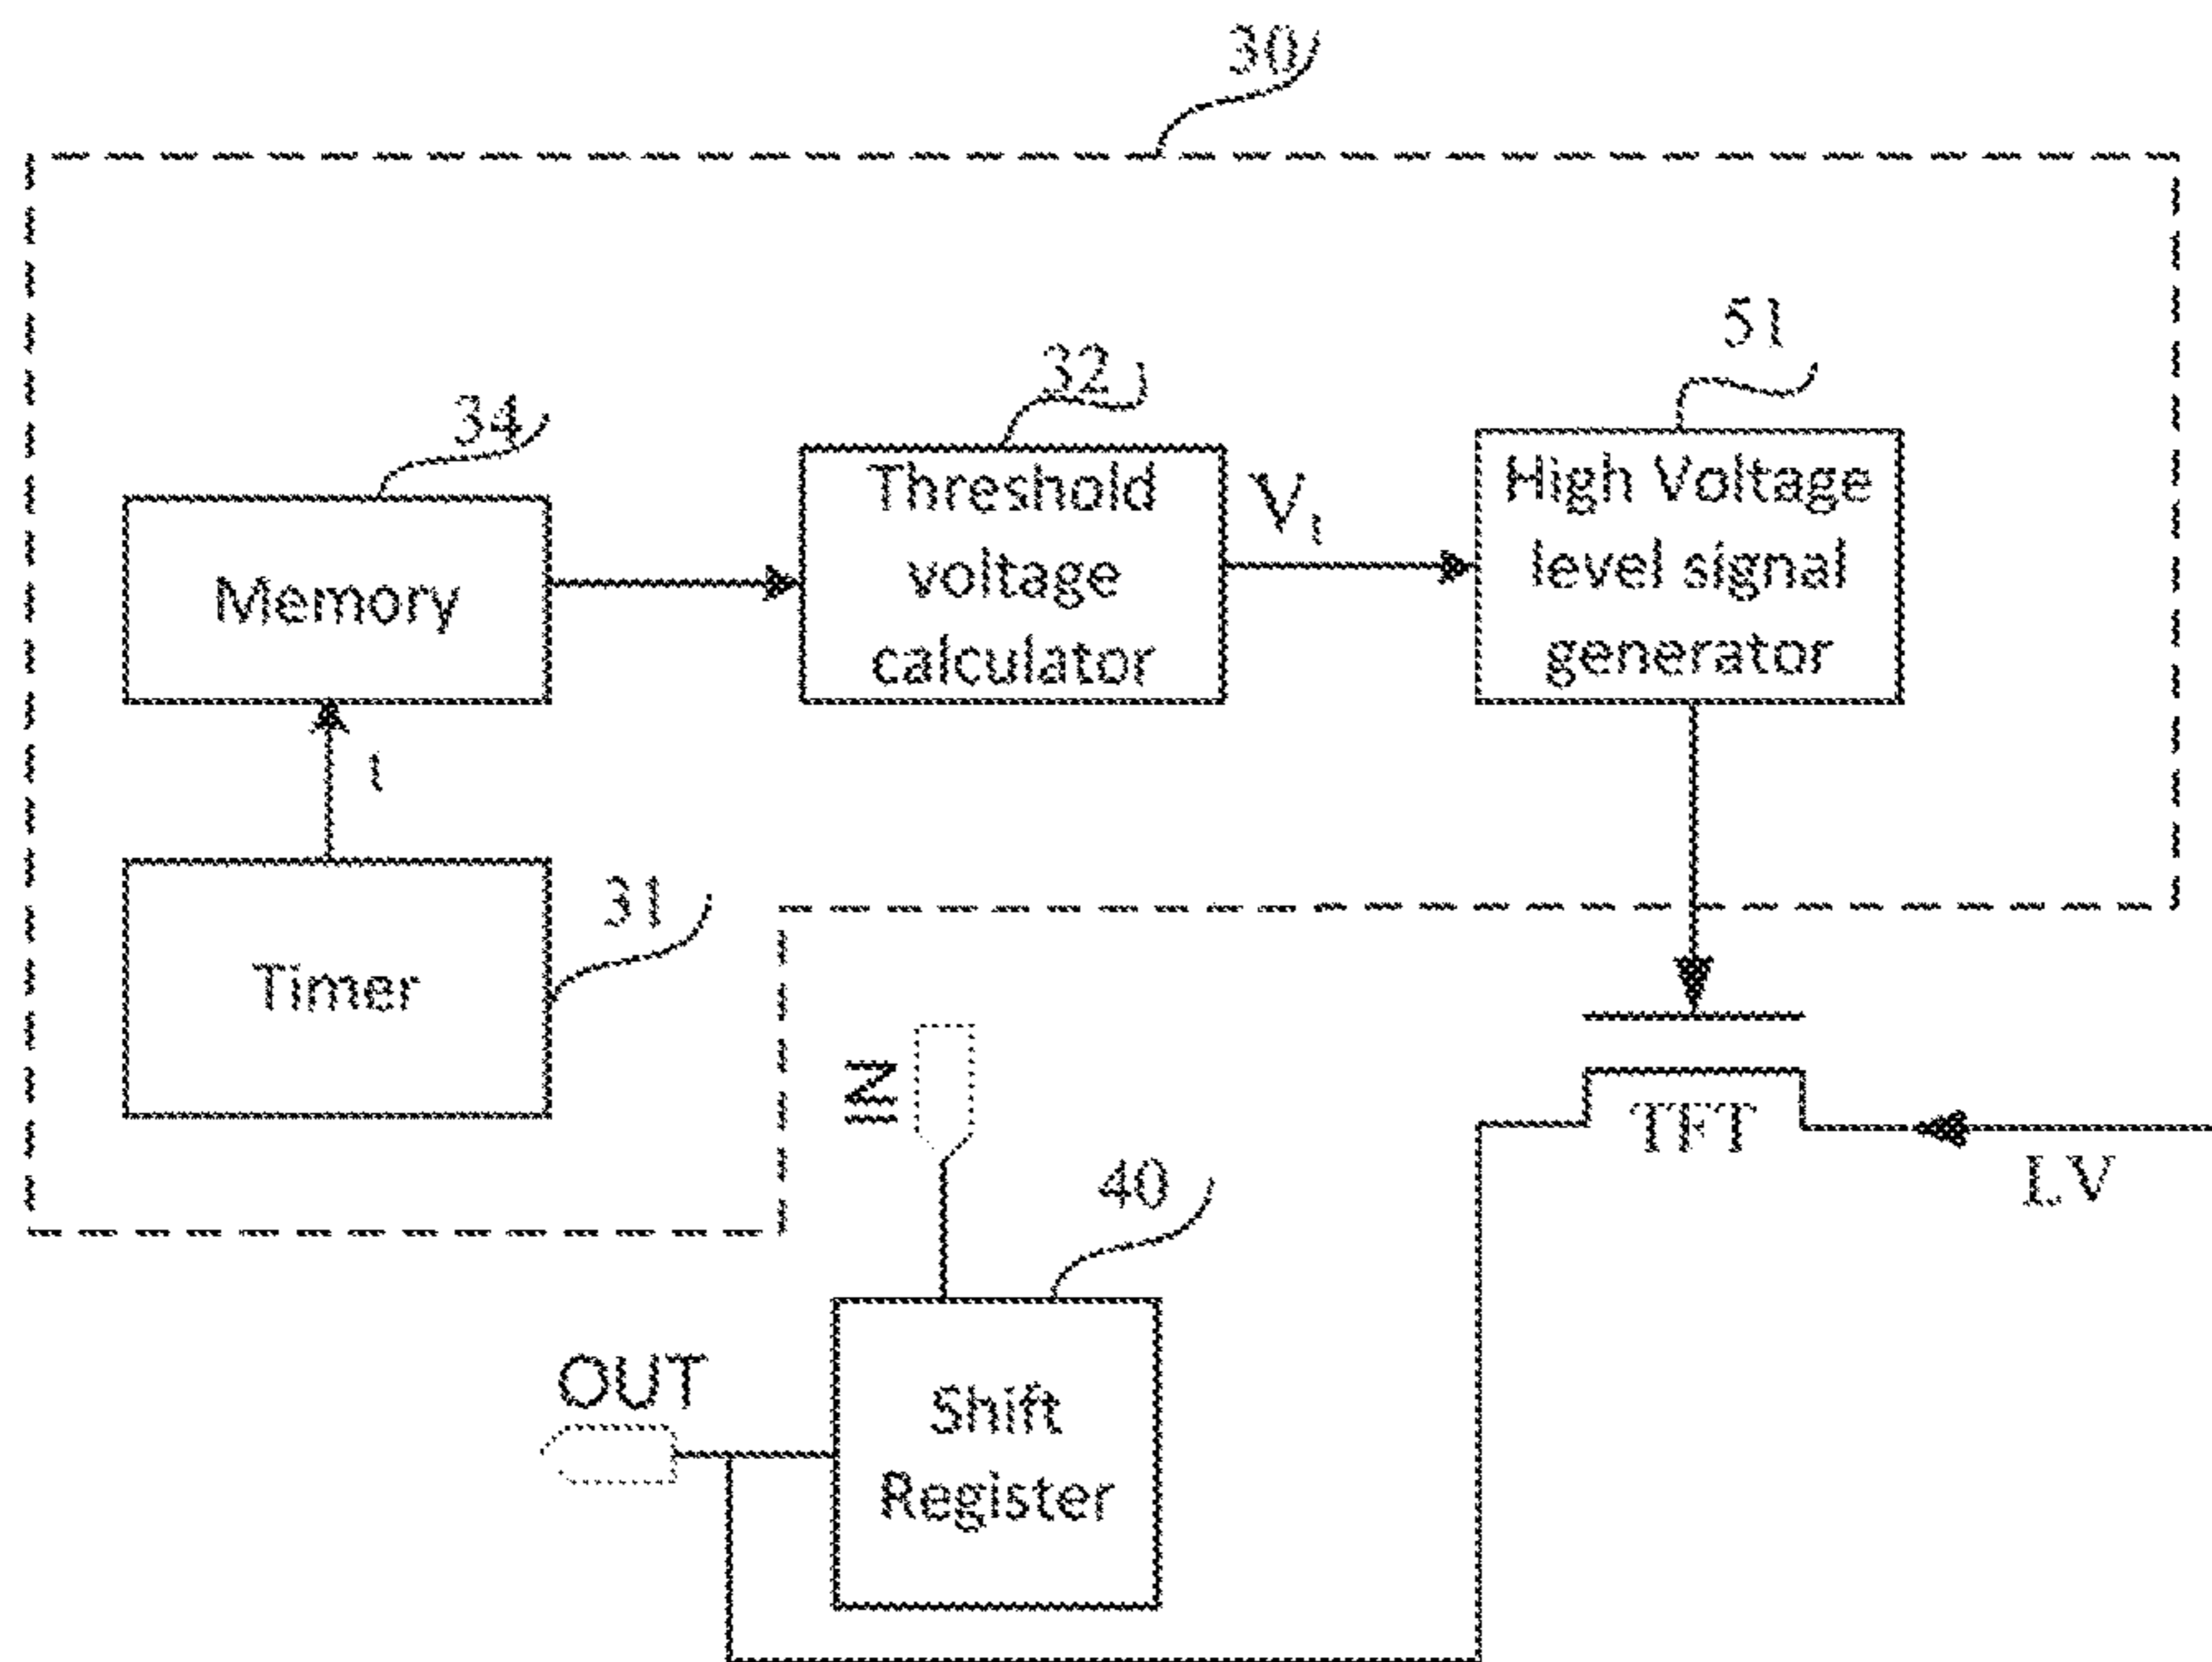 30
51
32
34
Threshold
voltage
calculator
High Voltage
level signal
generator
Vt
Memory
t
31
Timer
IN
TFT
LV
40
OUT
Shift
Register